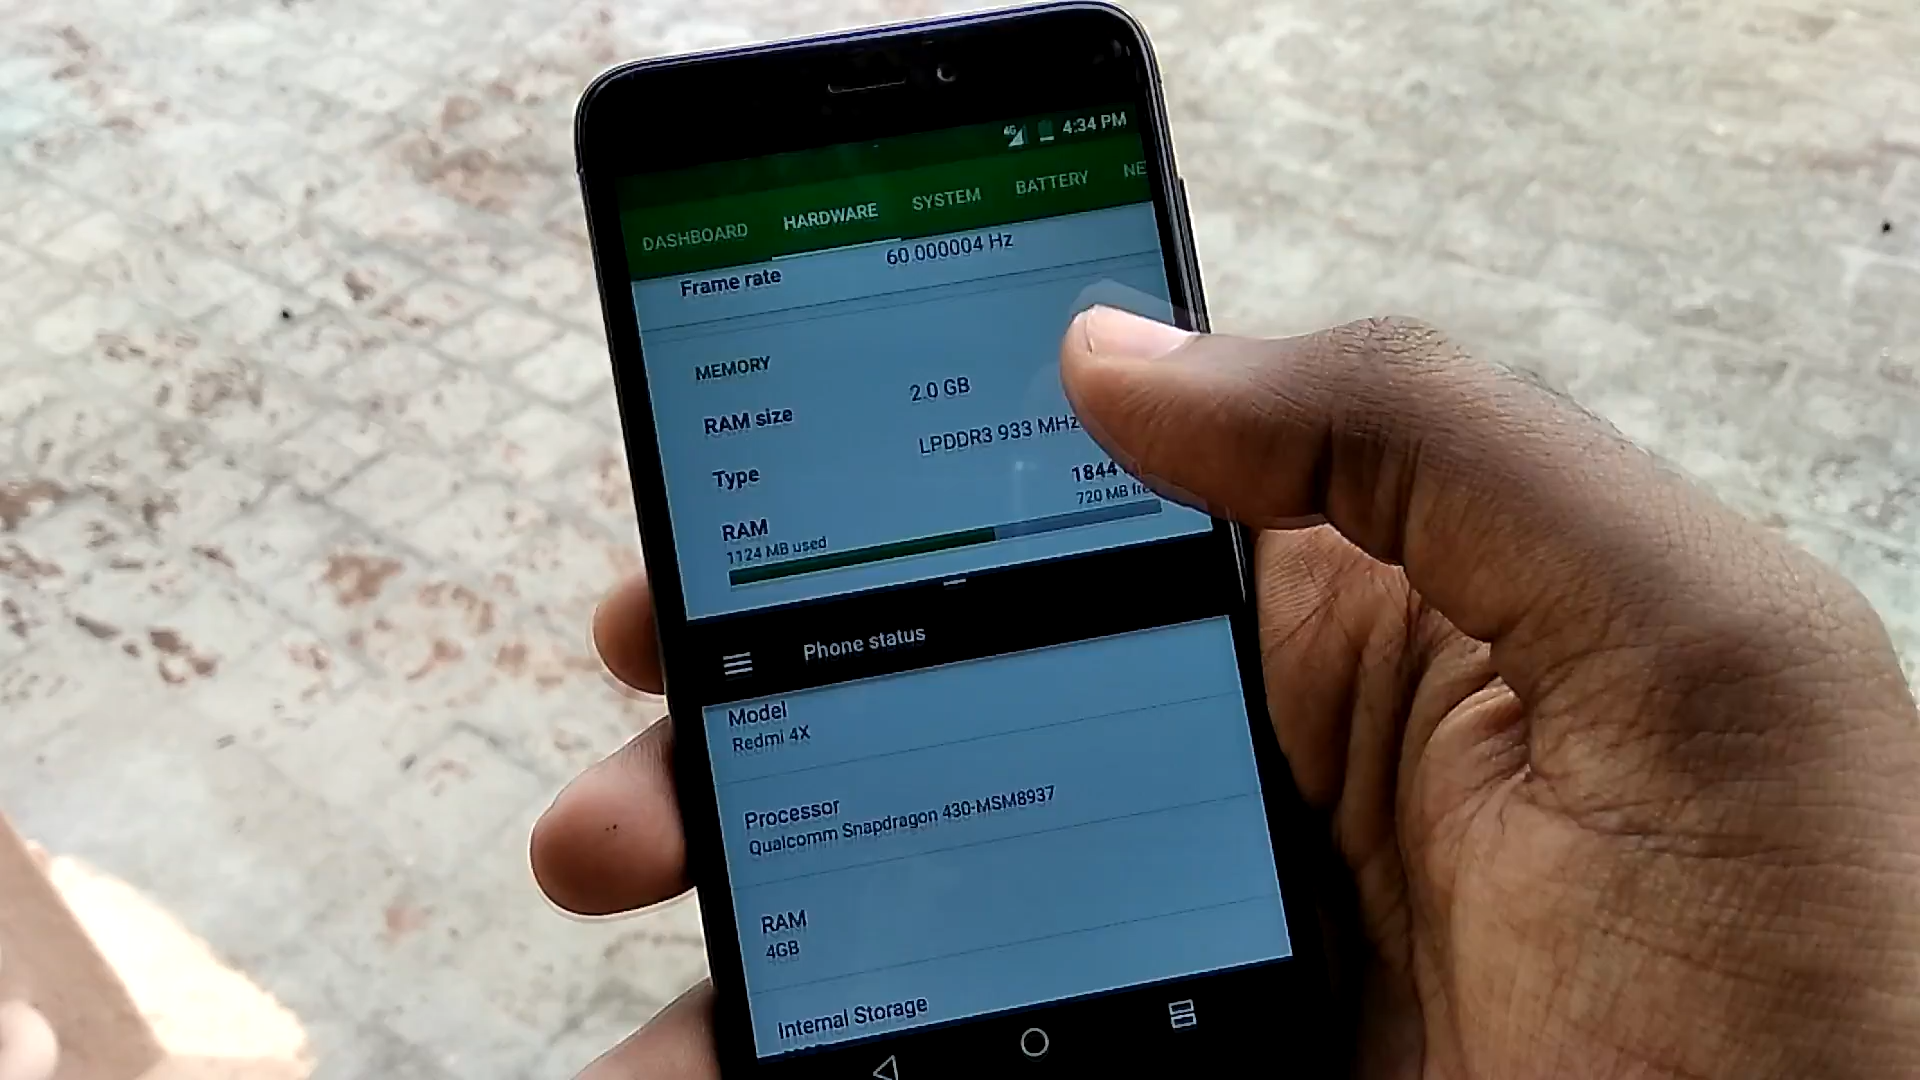 4G 4:34 PM
DASHBOARD HARDWARE SYSTEM BATTERY NE
Frame rate 60.000004 Hz
MEMORY
RAM size 2.0 GB
Type LPDDR3 933 MHz
RAM 1844
1124 MB used 720 MB fre
Phone status
Model
Redmi 4X
Processor
Qualcomm Snapdragon 430-MSM8937
RAM
4GB
Internal Storage